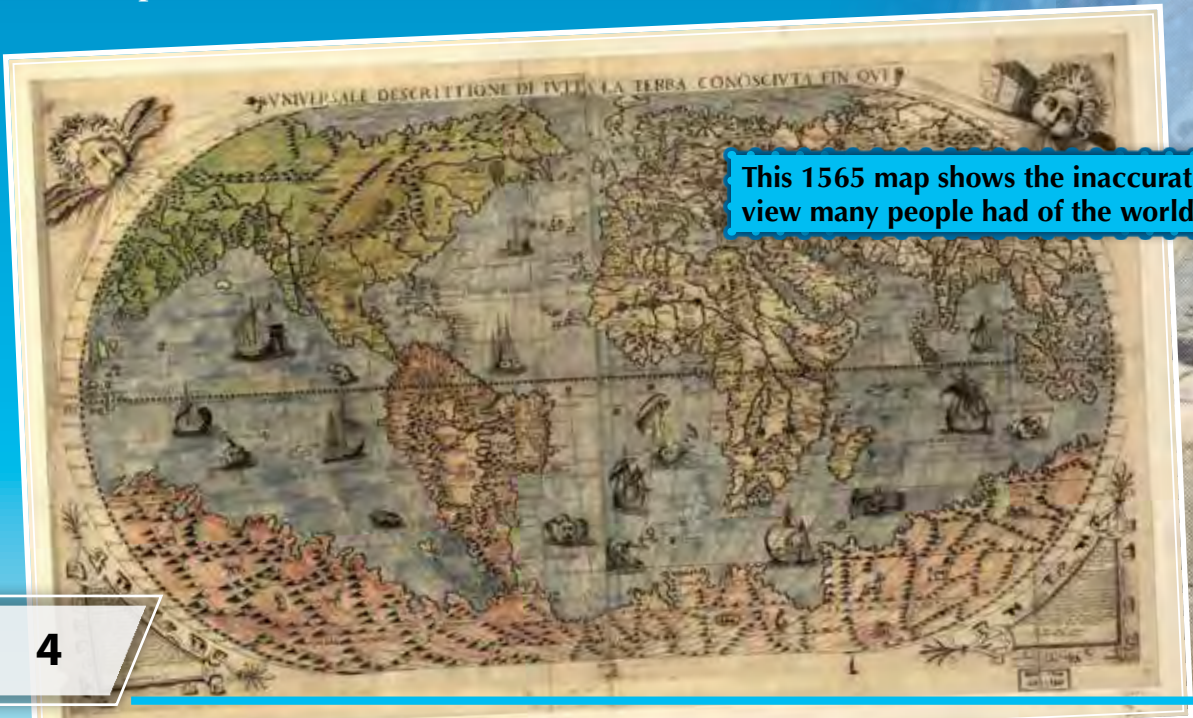 VNIVERSALE DESCRITTIONE DI TVTTA LA TERRA CONOSCIVTA FIN QVI
This 1565 map shows the inaccurat
view many people had of the world
4